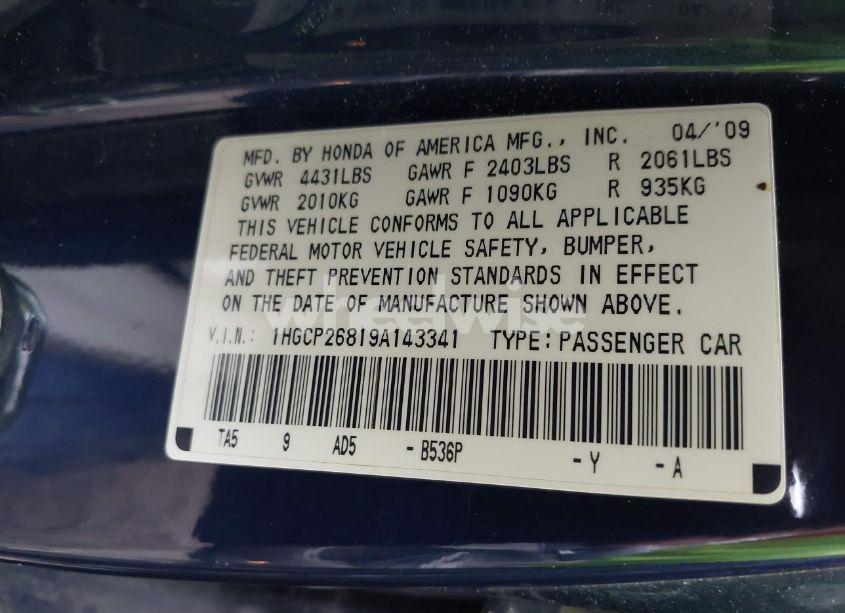 MFD. BY HONDA OF AMERICA MFG., INC. 04/'09
GVWR 4431LBS GAWR F 2403LBS R 2061LBS
GVWR 2010KG GAWR F 1090KG R 935KG
THIS VEHICLE CONFORMS TO ALL APPLICABLE
FEDERAL MOTOR VEHICLE SAFETY, BUMPER,
AND THEFT PREVENTION STANDARDS IN EFFECT
ON THE DATE OF MANUFACTURE SHOWN ABOVE.
wheelwise
V.I.N.: 1HGCP26819A143341 TYPE: PASSENGER CAR
TA5 9 AD5 - B536P - Y - A